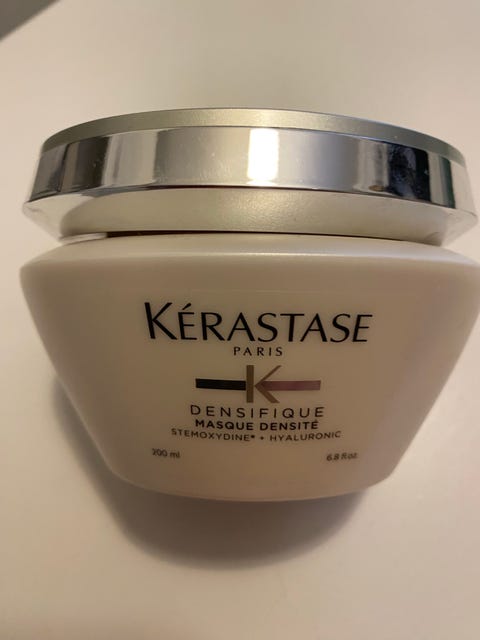 KÉRASTASE
PARIS
K
DENSIFIQUE
MASQUE DENSITÉ
STEMOXYDINE® + HYALURONIC
200 ml 6.8 fl.oz.